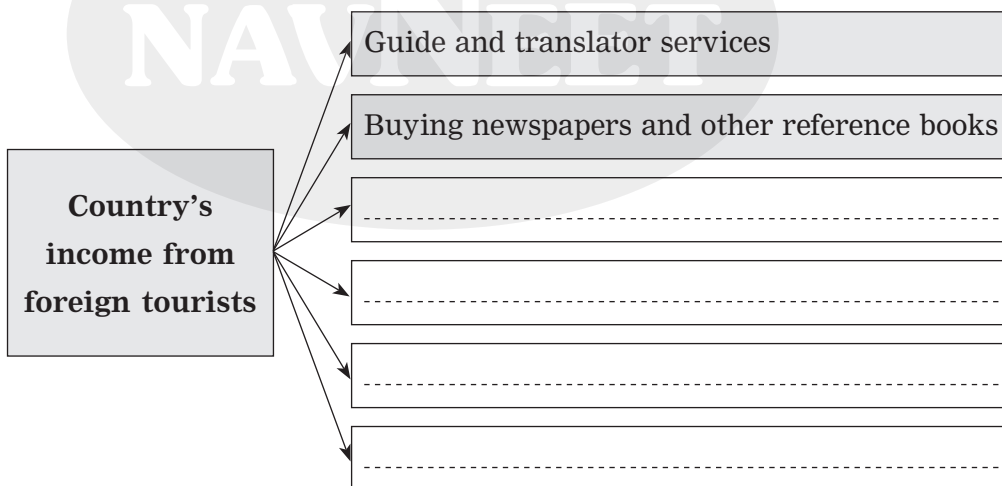 NAVNEET
Guide and translator services
Buying newspapers and other reference books
Country’s
income from
foreign tourists